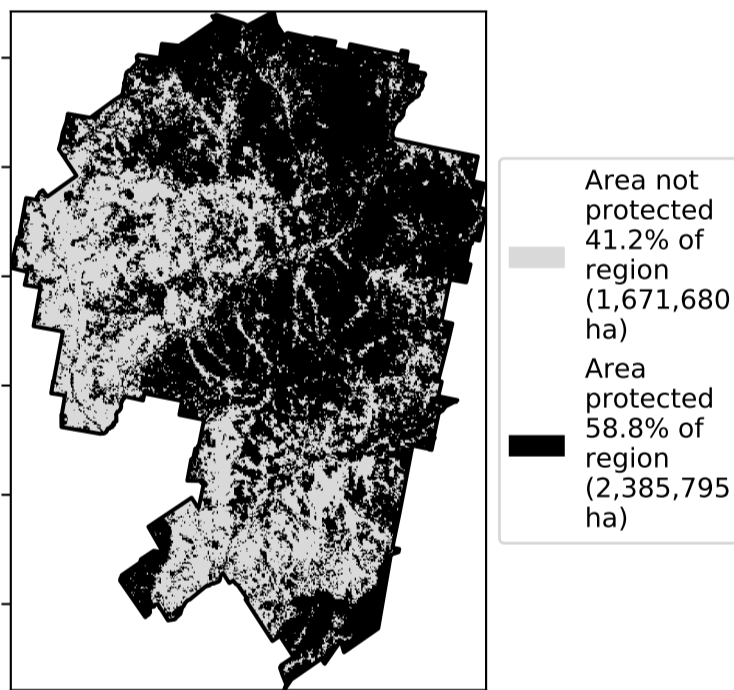 Area not
protected
41.2% of
region
(1,671,680
ha)
Area
protected
58.8% of
region
(2,385,795
ha)